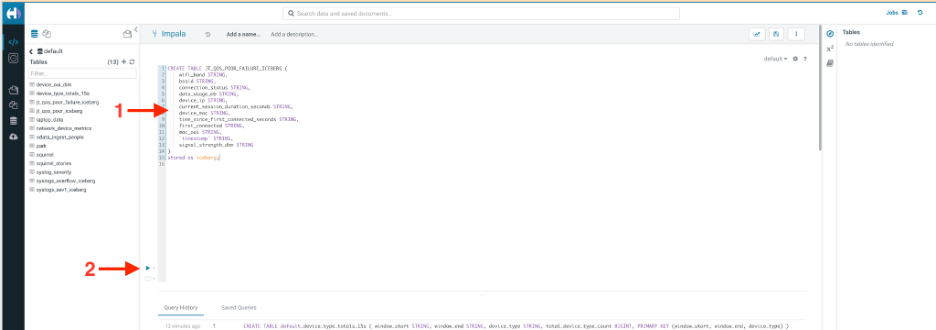 Search data and saved documents...
Jobs
Impala
Add a name...
Add a description...
default
Tables
(13)
Filter...
device_oui_dim
device_type_totals_15s
jt_qos_poor_failure_iceberg
jt_qos_poor_iceberg
laptop_data
network_device_metrics
park
squirrel
squirrel_stories
syslog_severity
syslogs_overflow_iceberg
syslogs_sev1_iceberg
default
1 CREATE TABLE JT_QOS_POOR_FAILURE_ICEBERG (
2 wifi_band STRING,
3 bssid STRING,
4 connection_status STRING,
5 data_usage_mb STRING,
6 device_ip STRING,
7 current_session_duration_seconds STRING,
8 device_mac STRING,
9 time_since_first_connected_seconds STRING,
10 first_connected STRING,
11 mac_oui STRING,
12 `timestamp` STRING,
13 signal_strength_dbm STRING
14 )
15 stored as iceberg;
16
1
2
Query History
Saved Queries
12 minutes ago
1
CREATE TABLE default.device_type_totals_15s ( window_start STRING, window_end STRING, device_type STRING, total_device_type_count BIGINT, PRIMARY KEY (window_start, window_end, device_type) )
Tables
No tables identified.